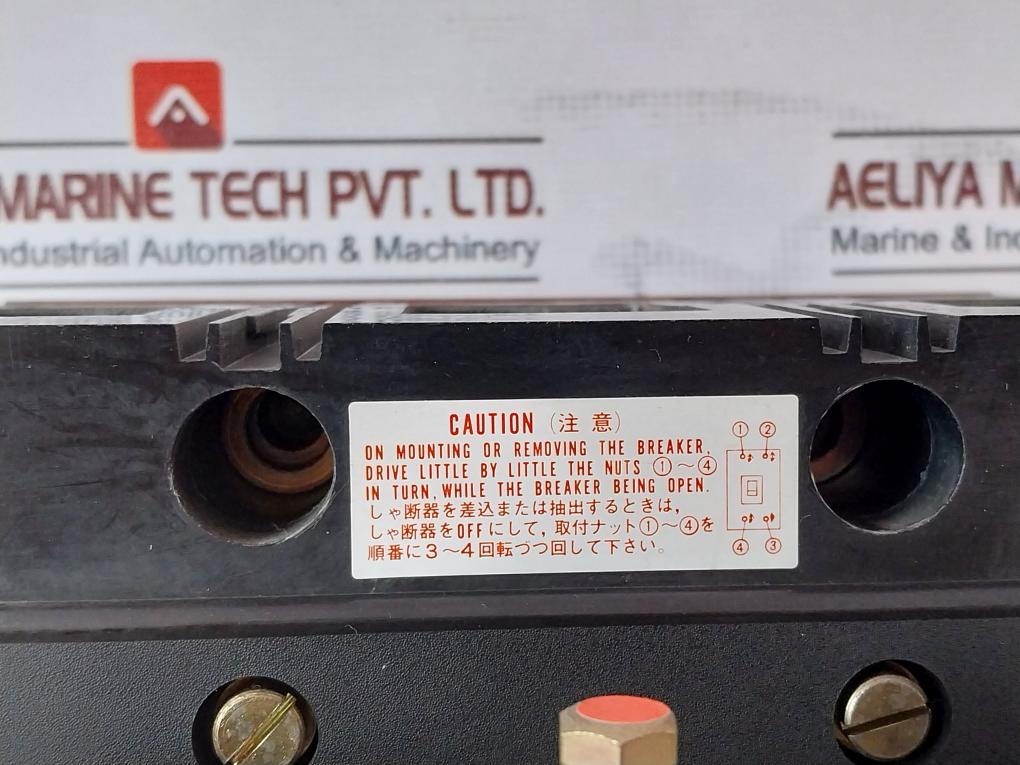 MARINE TECH PVT. LTD.
Industrial Automation & Machinery
AELIYA M
Marine & Ind
CAUTION (注意)
ON MOUNTING OR REMOVING THE BREAKER,
DRIVE LITTLE BY LITTLE THE NUTS ①~④
IN TURN, WHILE THE BREAKER BEING OPEN.
しゃ断器を差込または抽出するときは,
しゃ断器をOFFにして, 取付ナット①~④を
順番に3~4回転づつ回して下さい。
① ②
④ ③